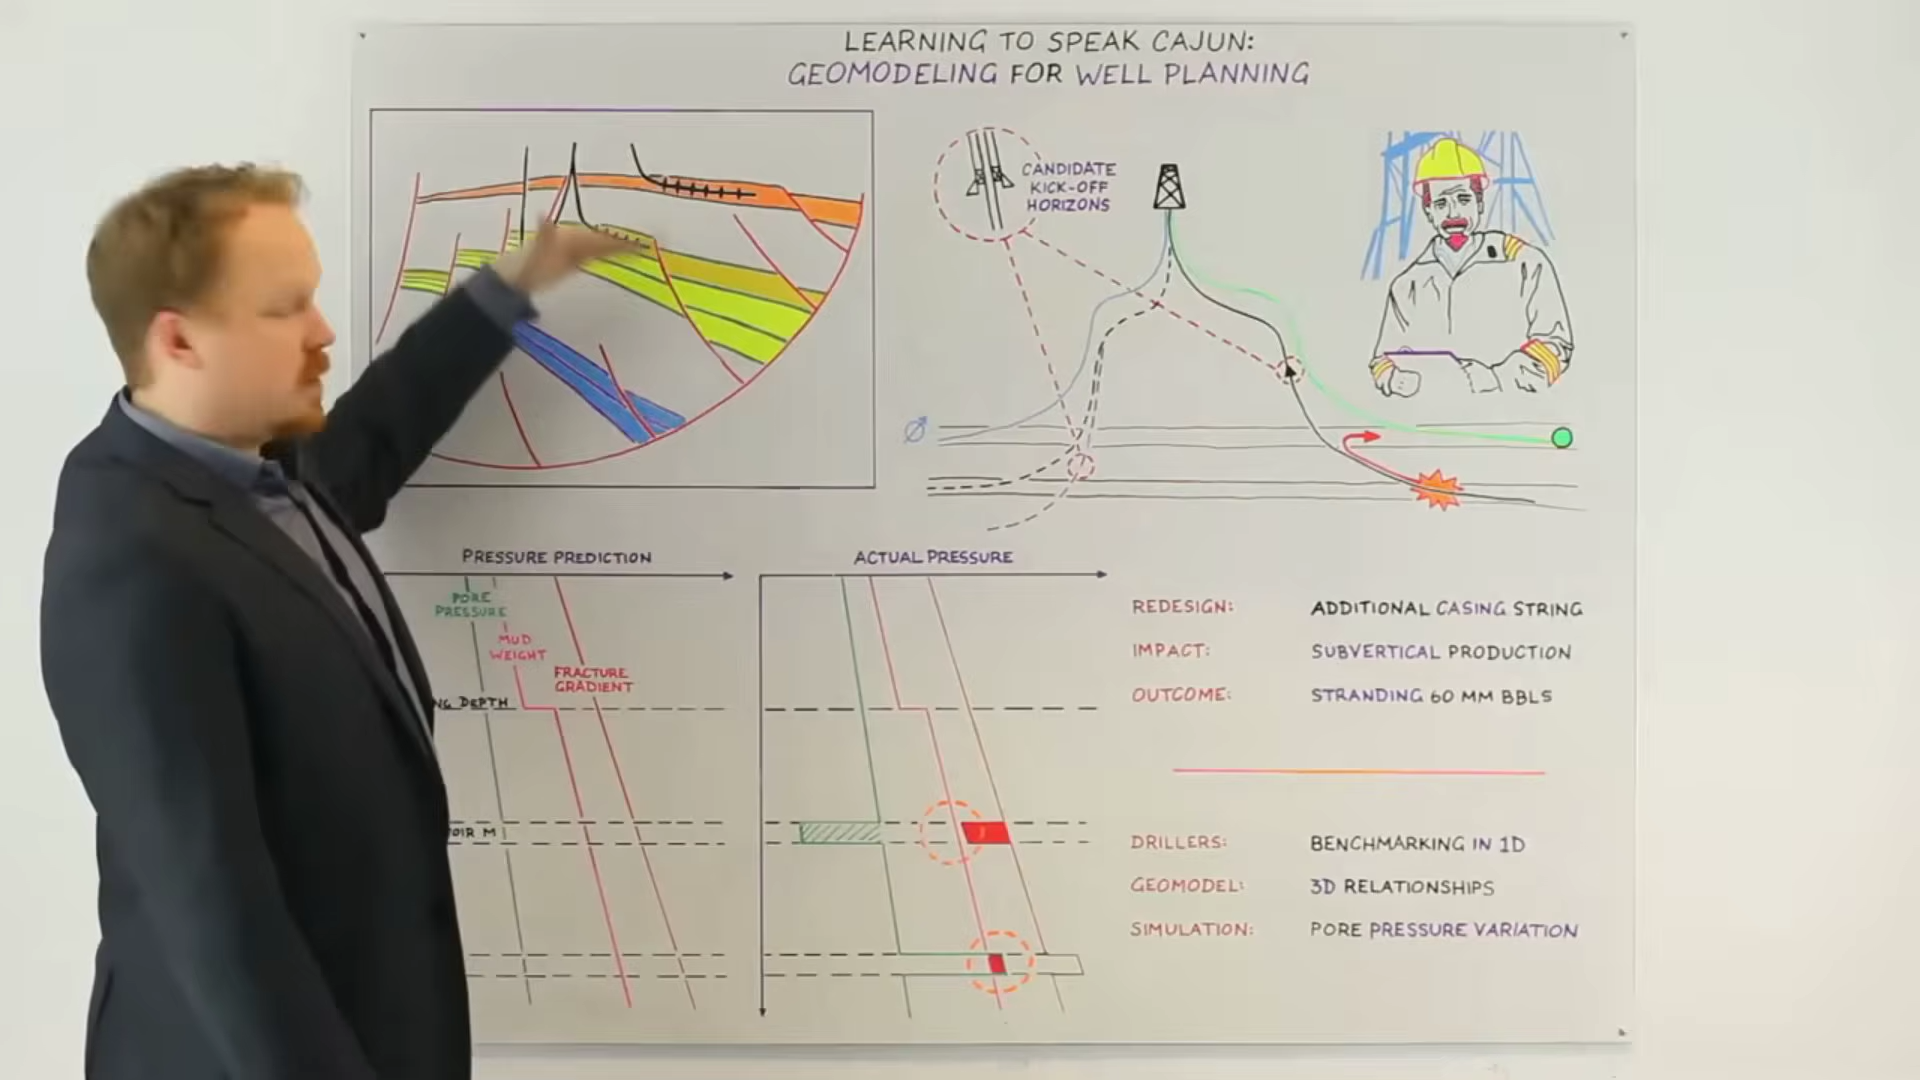 LEARNING TO SPEAK CAJUN:
GEOMODELING FOR WELL PLANNING
CANDIDATE
KICK-OFF
HORIZONS
PRESSURE PREDICTION
PORE
PRESSURE
MUD
WEIGHT
FRACTURE
GRADIENT
NG DEPTH
OIR M
ACTUAL PRESSURE
REDESIGN: ADDITIONAL CASING STRING
IMPACT: SUBVERTICAL PRODUCTION
OUTCOME: STRANDING 60 MM BBLS
DRILLERS: BENCHMARKING IN 1D
GEOMODEL: 3D RELATIONSHIPS
SIMULATION: PORE PRESSURE VARIATION